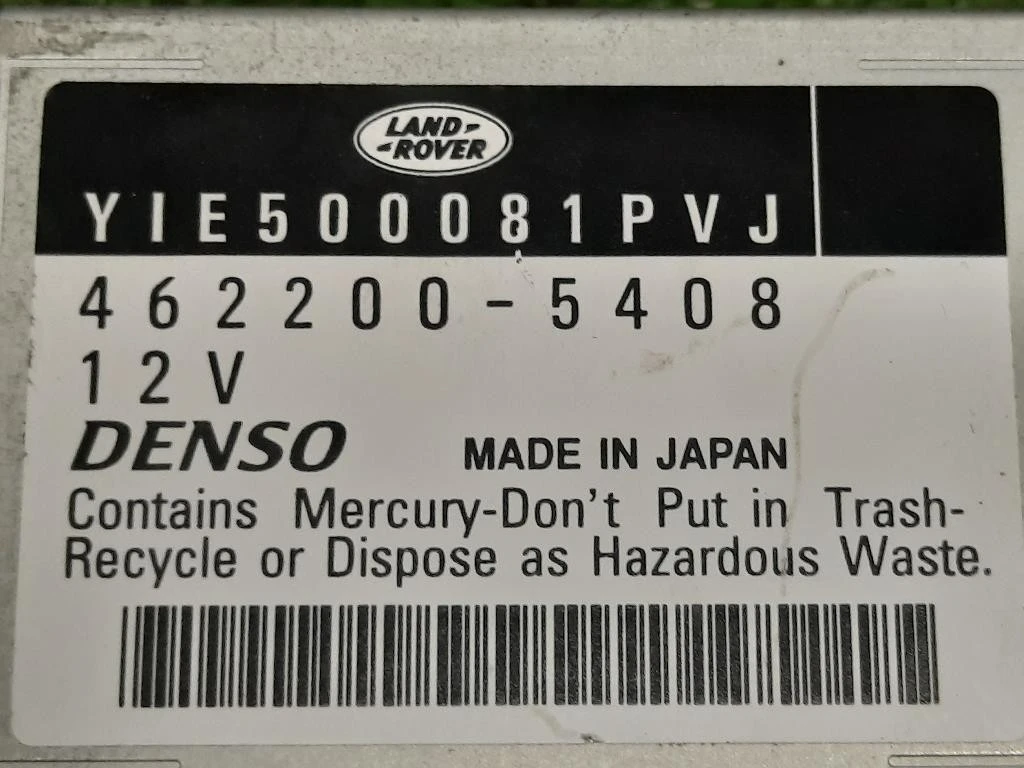 LAND-
-ROVER
YIE500081PVJ
462200-5408
12V
DENSO MADE IN JAPAN
Contains Mercury-Don't Put in Trash-
Recycle or Dispose as Hazardous Waste.